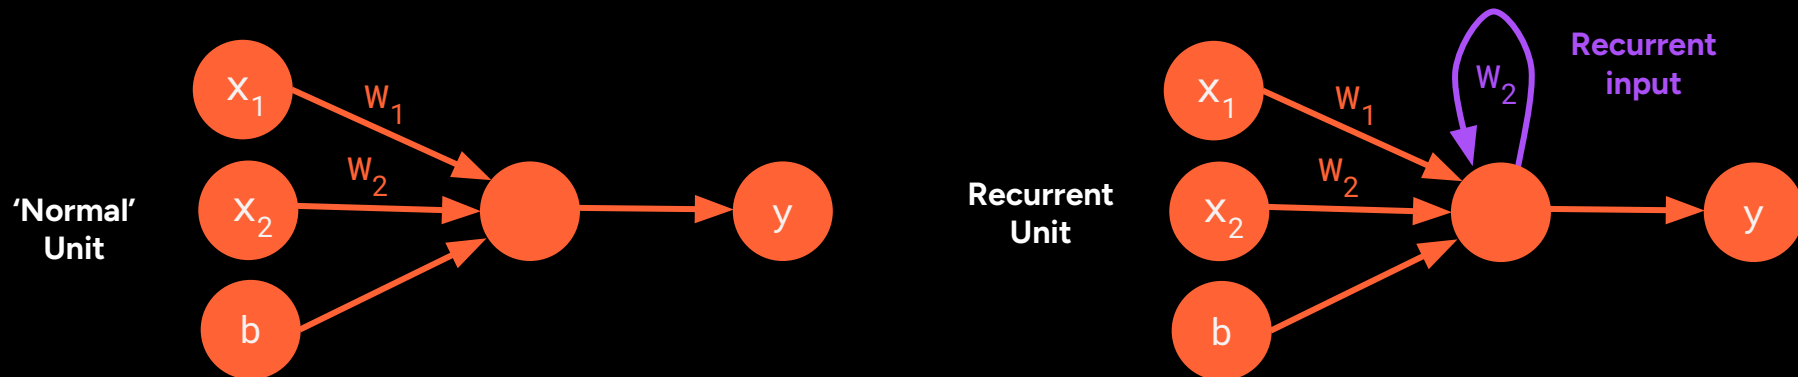 ‘Normal’
Unit
x₁
x₂
b
W₁
W₂
y
Recurrent
Unit
x₁
x₂
b
W₁
W₂
W₂
Recurrent
input
y